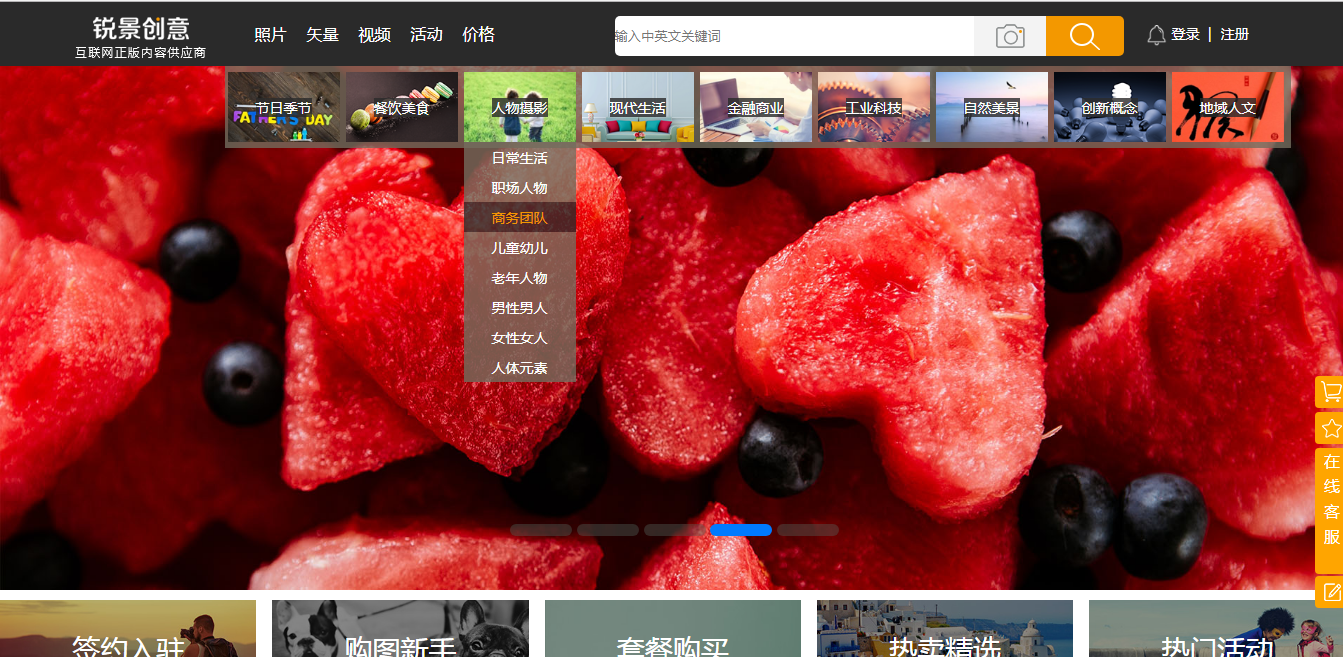 锐景创意
互联网正版内容供应商
照片 矢量 视频 活动 价格
输入中英文关键词
登录 | 注册
节日季节 餐饮美食 人物摄影 现代生活 金融商业 工业科技 自然美景 创新概念 地域人文
FATHERS DAY
日常生活
职场人物
商务团队
儿童幼儿
老年人物
男性男人
女性女人
人体元素
在线客服
签约入驻 购图新手 套餐购买 热卖精选 热门活动